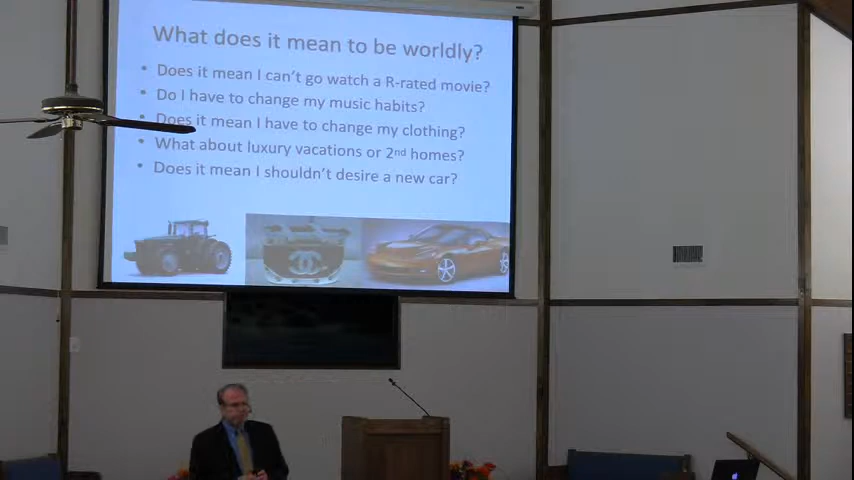 What does it mean to be worldly?
• Does it mean I can't go watch a R-rated movie?
• Do I have to change my music habits?
• Does it mean I have to change my clothing?
• What about luxury vacations or 2nd homes?
• Does it mean I shouldn't desire a new car?